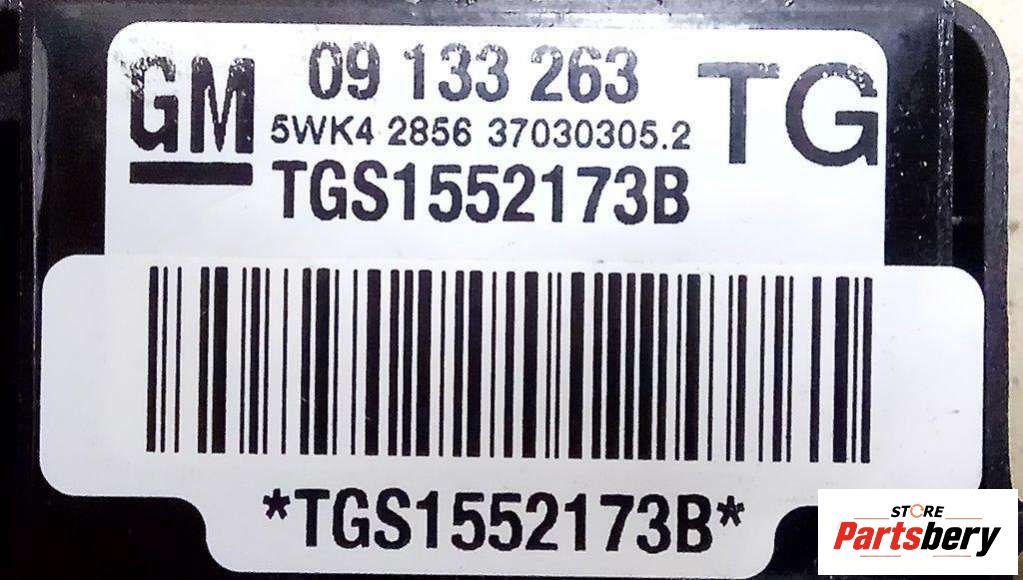 GM 09 133 263 TG
5WK4 2856 37030305.2
TGS1552173B
*TGS1552173B*
STORE
Partsbery